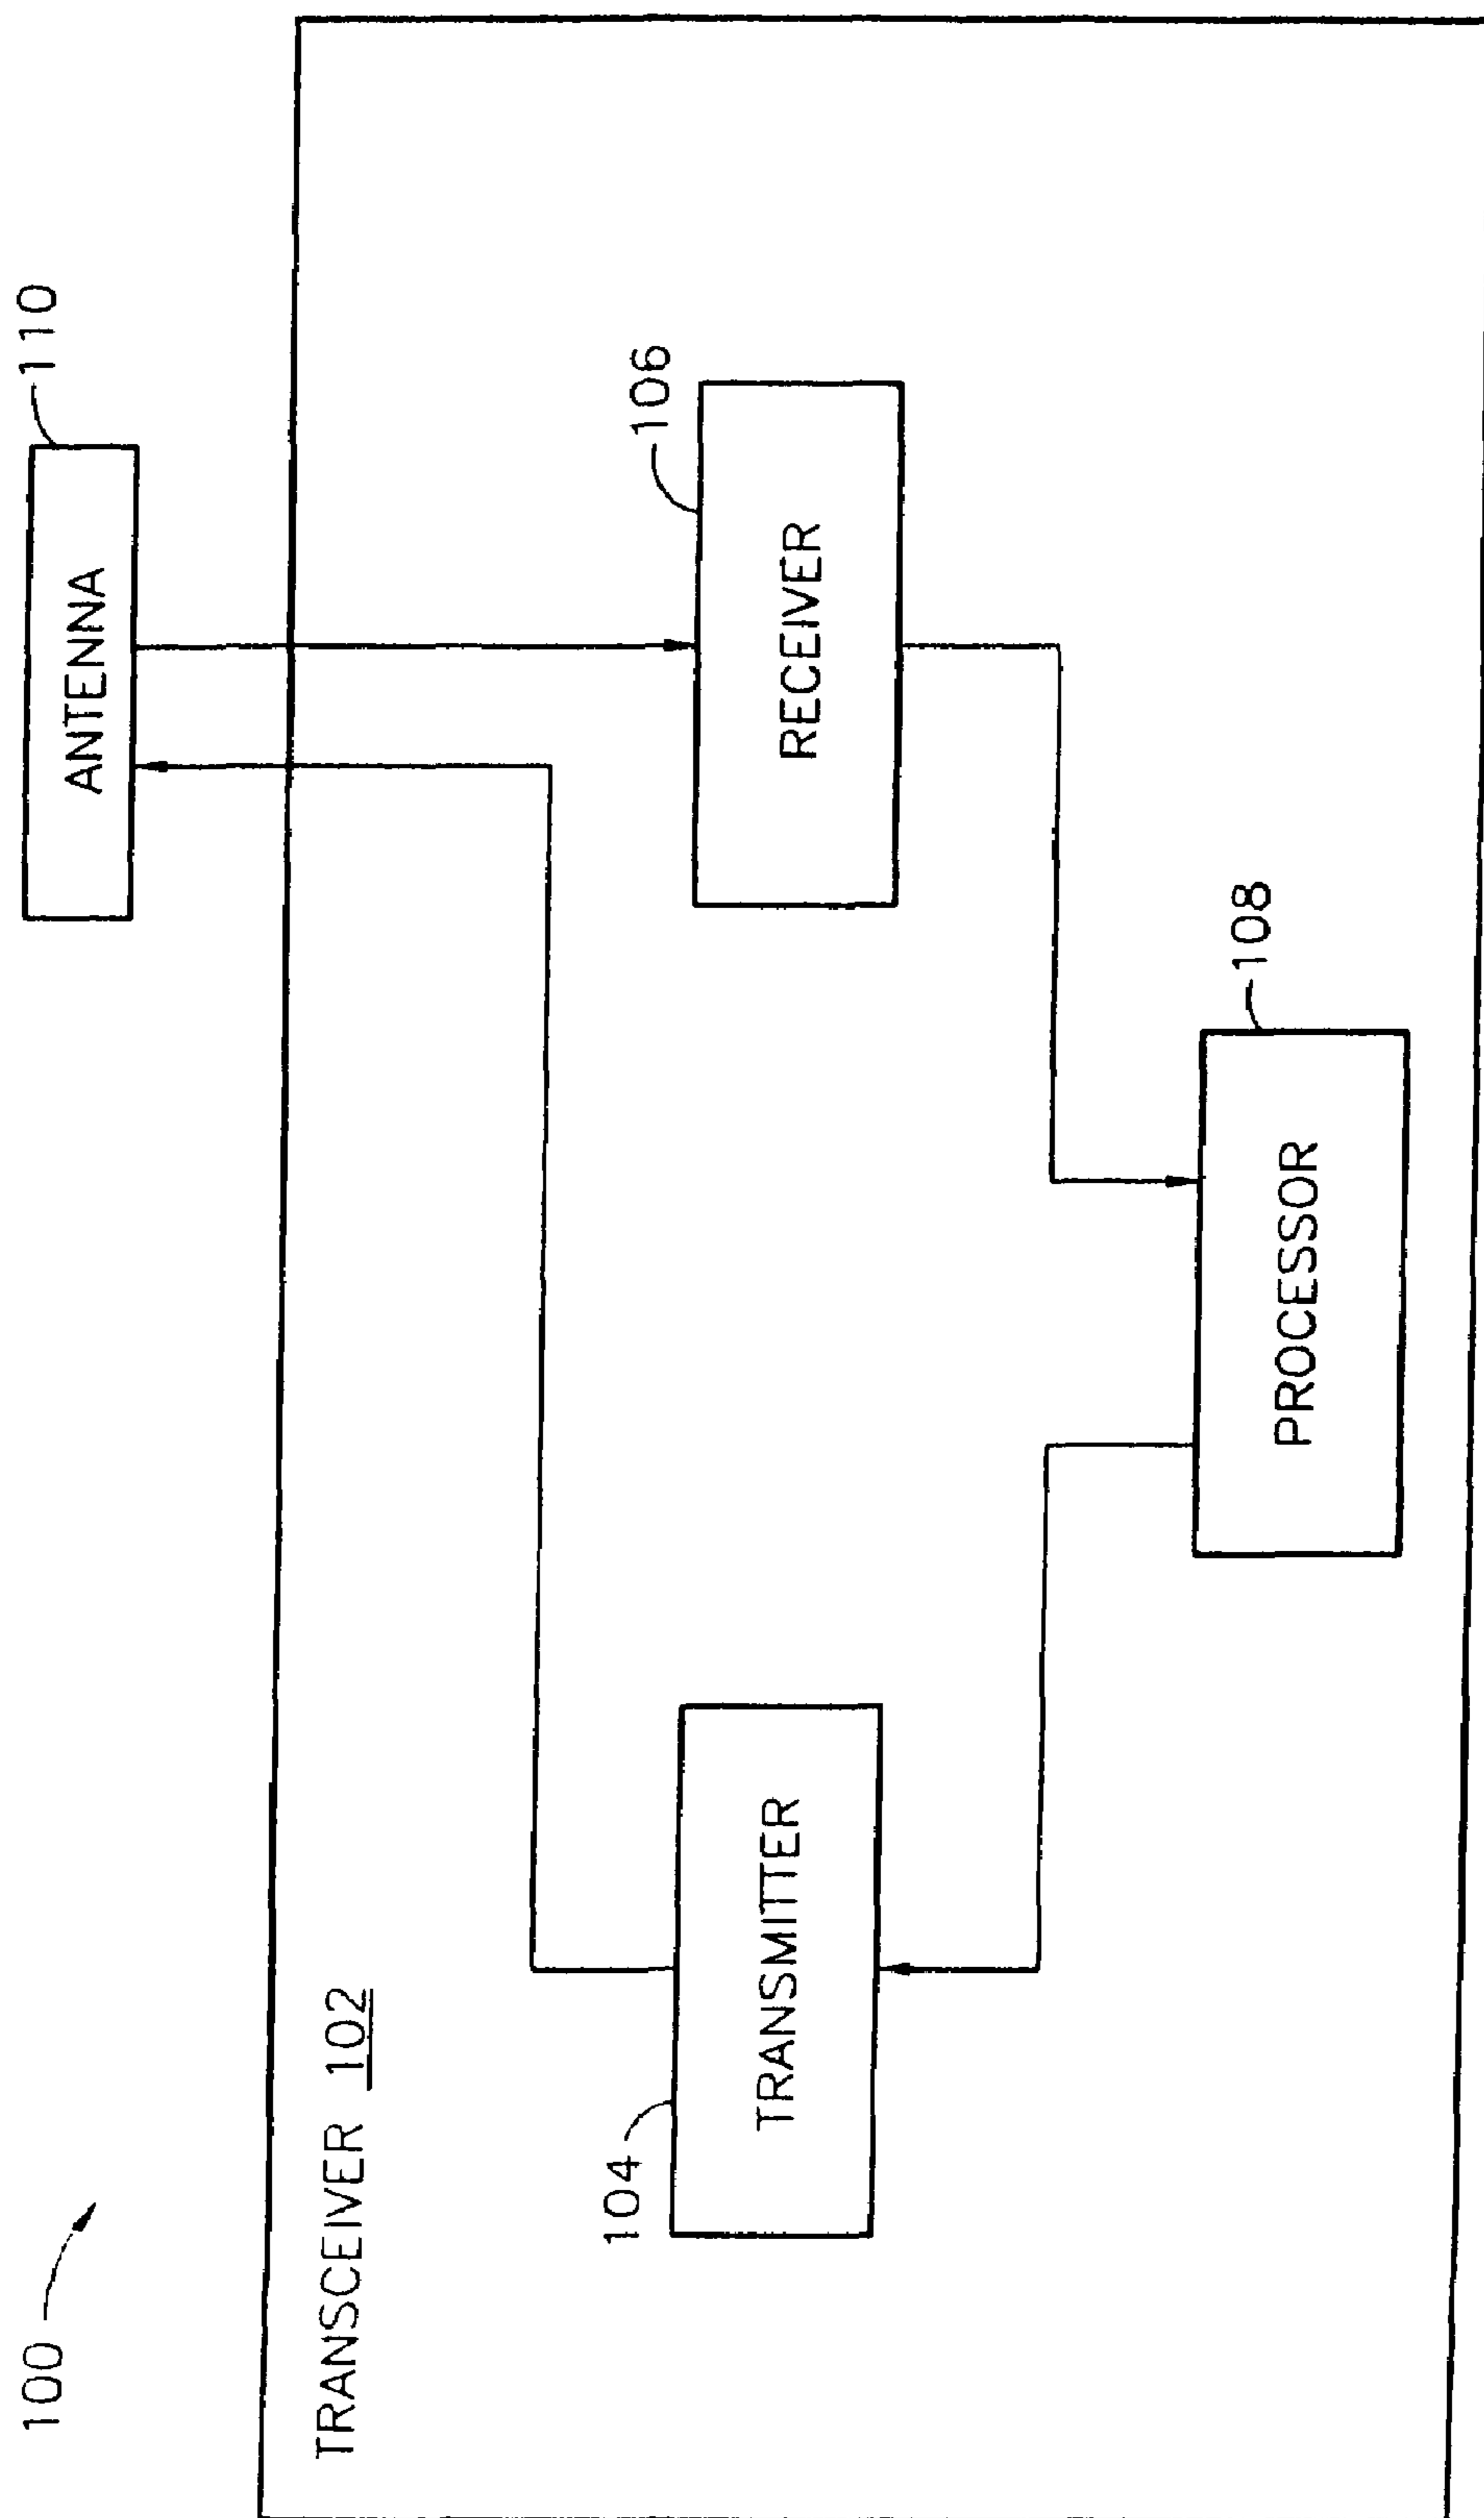 100
ANTENNA
110
TRANSCEIVER 102
104
TRANSMITTER
106
RECEIVER
108
PROCESSOR